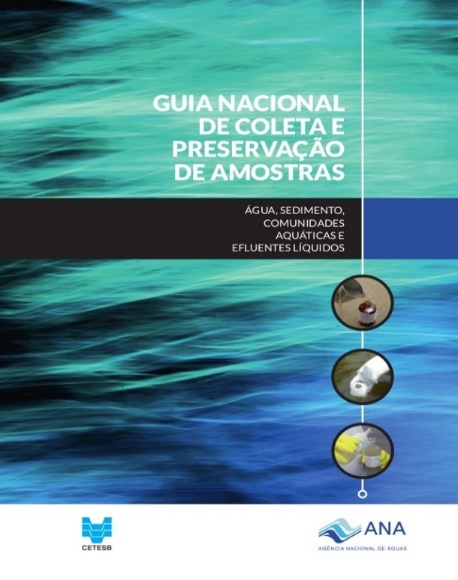 GUIA NACIONAL
DE COLETA E
PRESERVAÇÃO
DE AMOSTRAS
ÁGUA, SEDIMENTO,
COMUNIDADES
AQUÁTICAS E
EFLUENTES LÍQUIDOS
CETESB
ANA
AGÊNCIA NACIONAL DE ÁGUAS